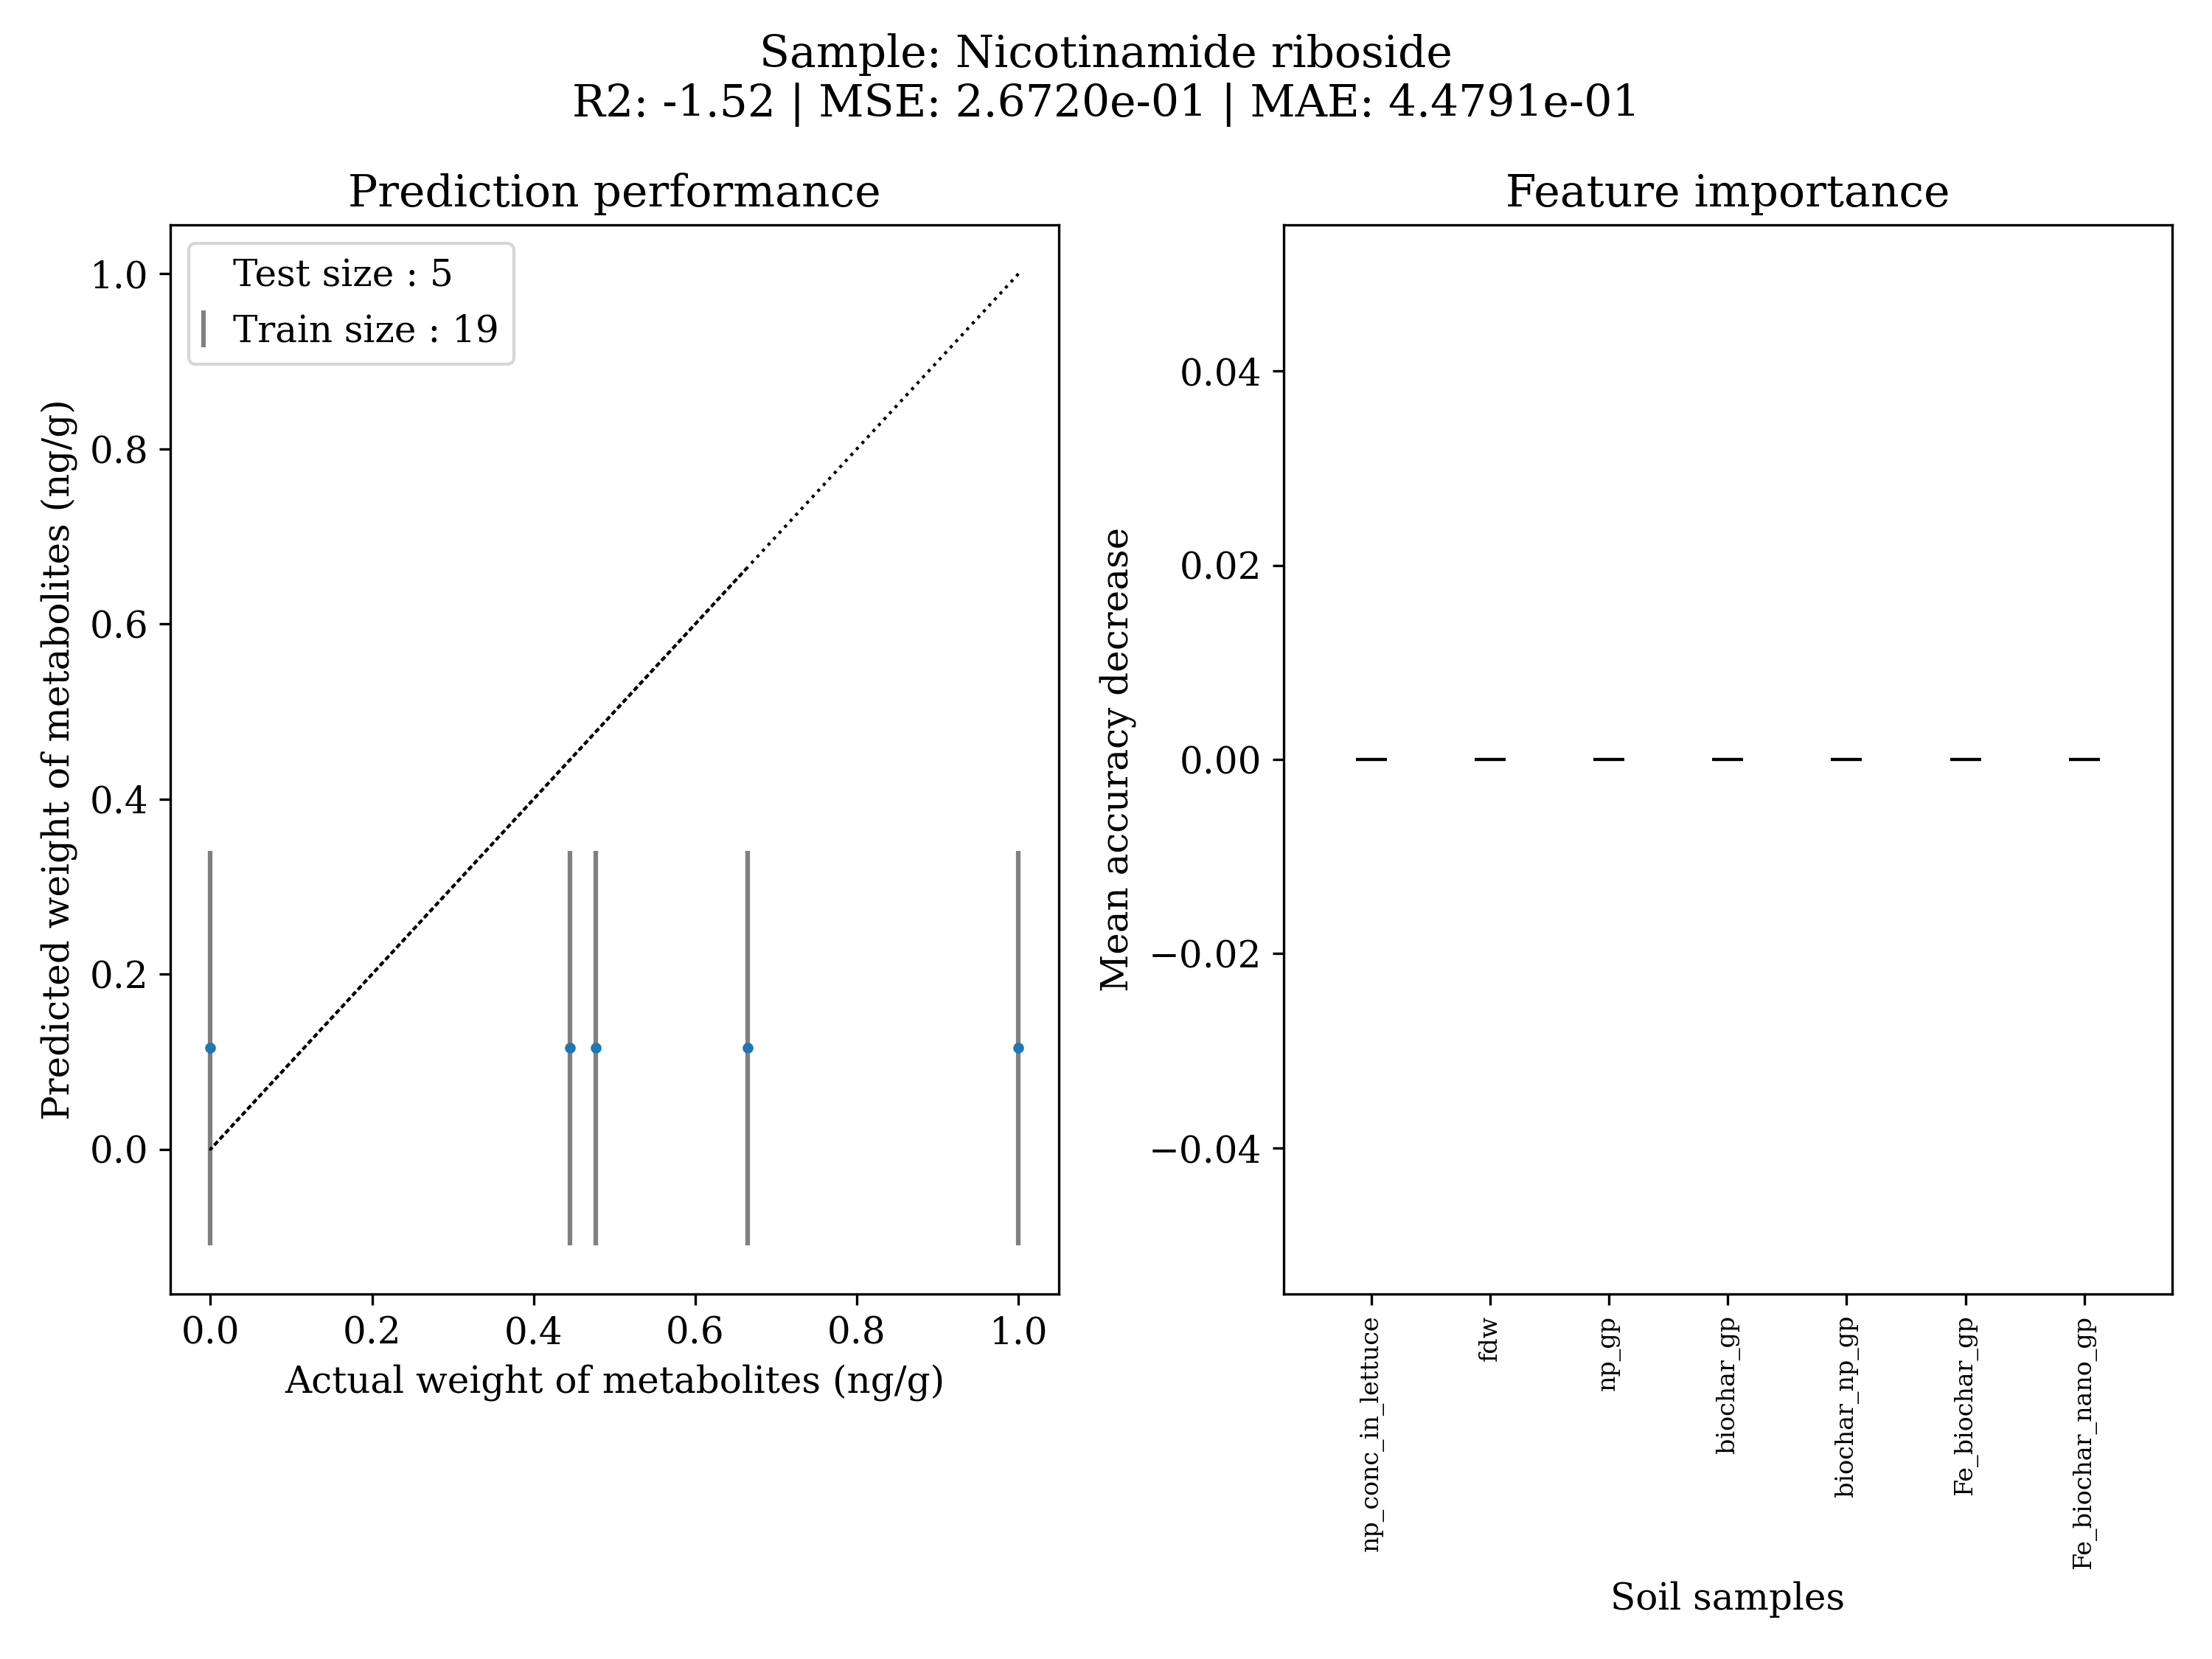 Sample: Nicotinamide riboside
R2: -1.52 | MSE: 2.6720e-01 | MAE: 4.4791e-01
Prediction performance
Test size : 5
Train size : 19
1.0
0.8
0.6
0.4
0.2
0.0
Predicted weight of metabolites (ng/g)
0.0 0.2 0.4 0.6 0.8 1.0
Actual weight of metabolites (ng/g)
Feature importance
0.04
0.02
0.00
−0.02
−0.04
Mean accuracy decrease
np_conc_in_lettuce
fdw
np_gp
biochar_gp
biochar_np_gp
Fe_biochar_gp
Fe_biochar_nano_gp
Soil samples